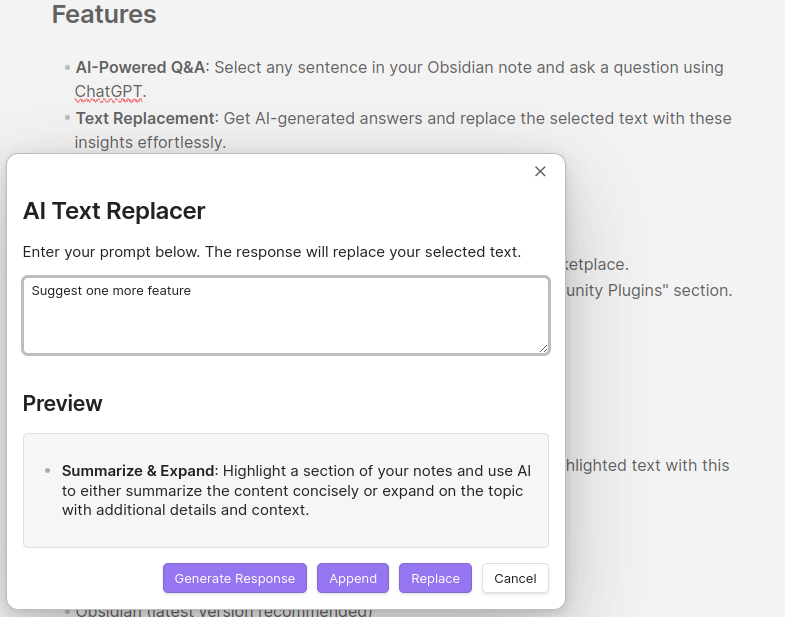 Features
AI-Powered Q&A: Select any sentence in your Obsidian note and ask a question using
ChatGPT.
Text Replacement: Get AI-generated answers and replace the selected text with these
insights effortlessly.
AI Text Replacer
Enter your prompt below. The response will replace your selected text.
Suggest one more feature
Preview
Summarize & Expand: Highlight a section of your notes and use AI
to either summarize the content concisely or expand on the topic
with additional details and context.
Generate Response Append Replace Cancel
ketplace.
unity Plugins" section.
hlighted text with this
Obsidian (latest version recommended)